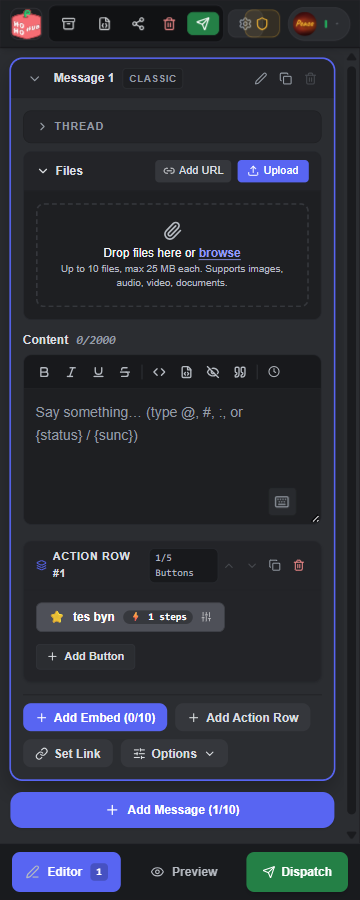 MO MO HUB
Peace
Message 1 CLASSIC
THREAD
Files Add URL Upload
Drop files here or browse
Up to 10 files, max 25 MB each. Supports images,
audio, video, documents.
Content 0/2000
B I U S
Say something... (type @, #, :, or
{status} / {sunc})
ACTION ROW
#1
1/5
Buttons
tes byn 1 steps
Add Button
Add Embed (0/10) Add Action Row
Set Link Options
Add Message (1/10)
Editor 1 Preview Dispatch